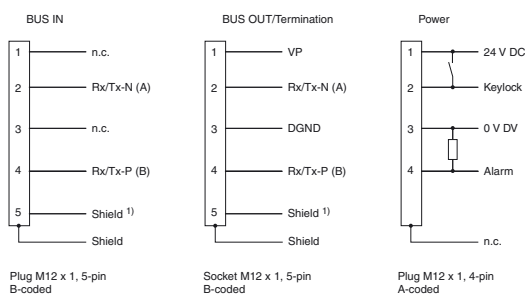 BUS IN
1 n.c.
2 Rx/Tx-N (A)
3 n.c.
4 Rx/Tx-P (B)
5 Shield 1)
Shield
Plug M12 x 1, 5-pin
B-coded
BUS OUT/Termination
1 VP
2 Rx/Tx-N (A)
3 DGND
4 Rx/Tx-P (B)
5 Shield 1)
Shield
Socket M12 x 1, 5-pin
B-coded
Power
1 24 V DC
2 Keylock
3 0 V DV
4 Alarm
n.c.
Plug M12 x 1, 4-pin
A-coded